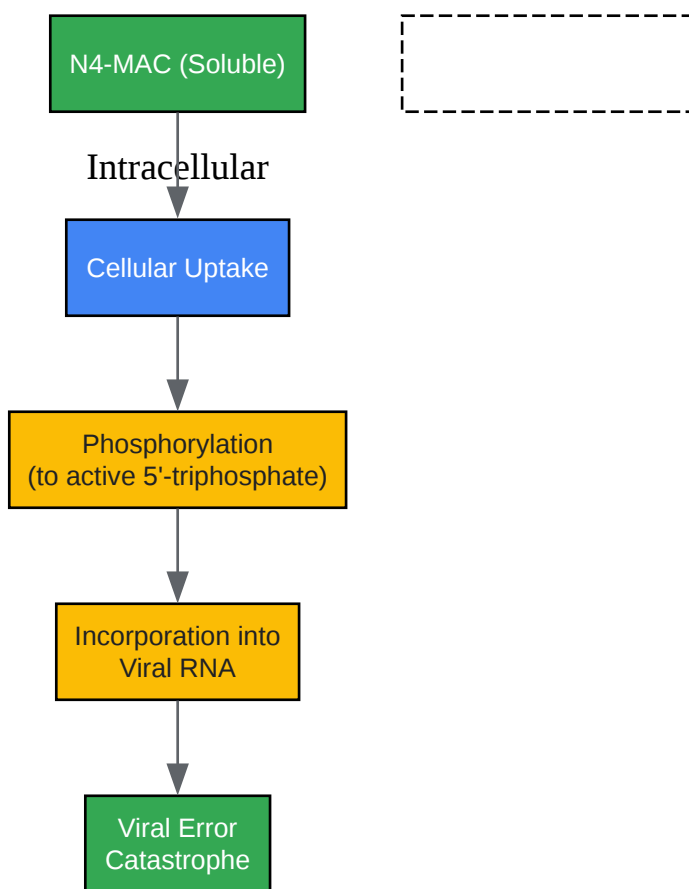 N4-MAC (Soluble)
Intracellular
Cellular Uptake
Phosphorylation
(to active 5'-triphosphate)
Incorporation into
Viral RNA
Viral Error
Catastrophe